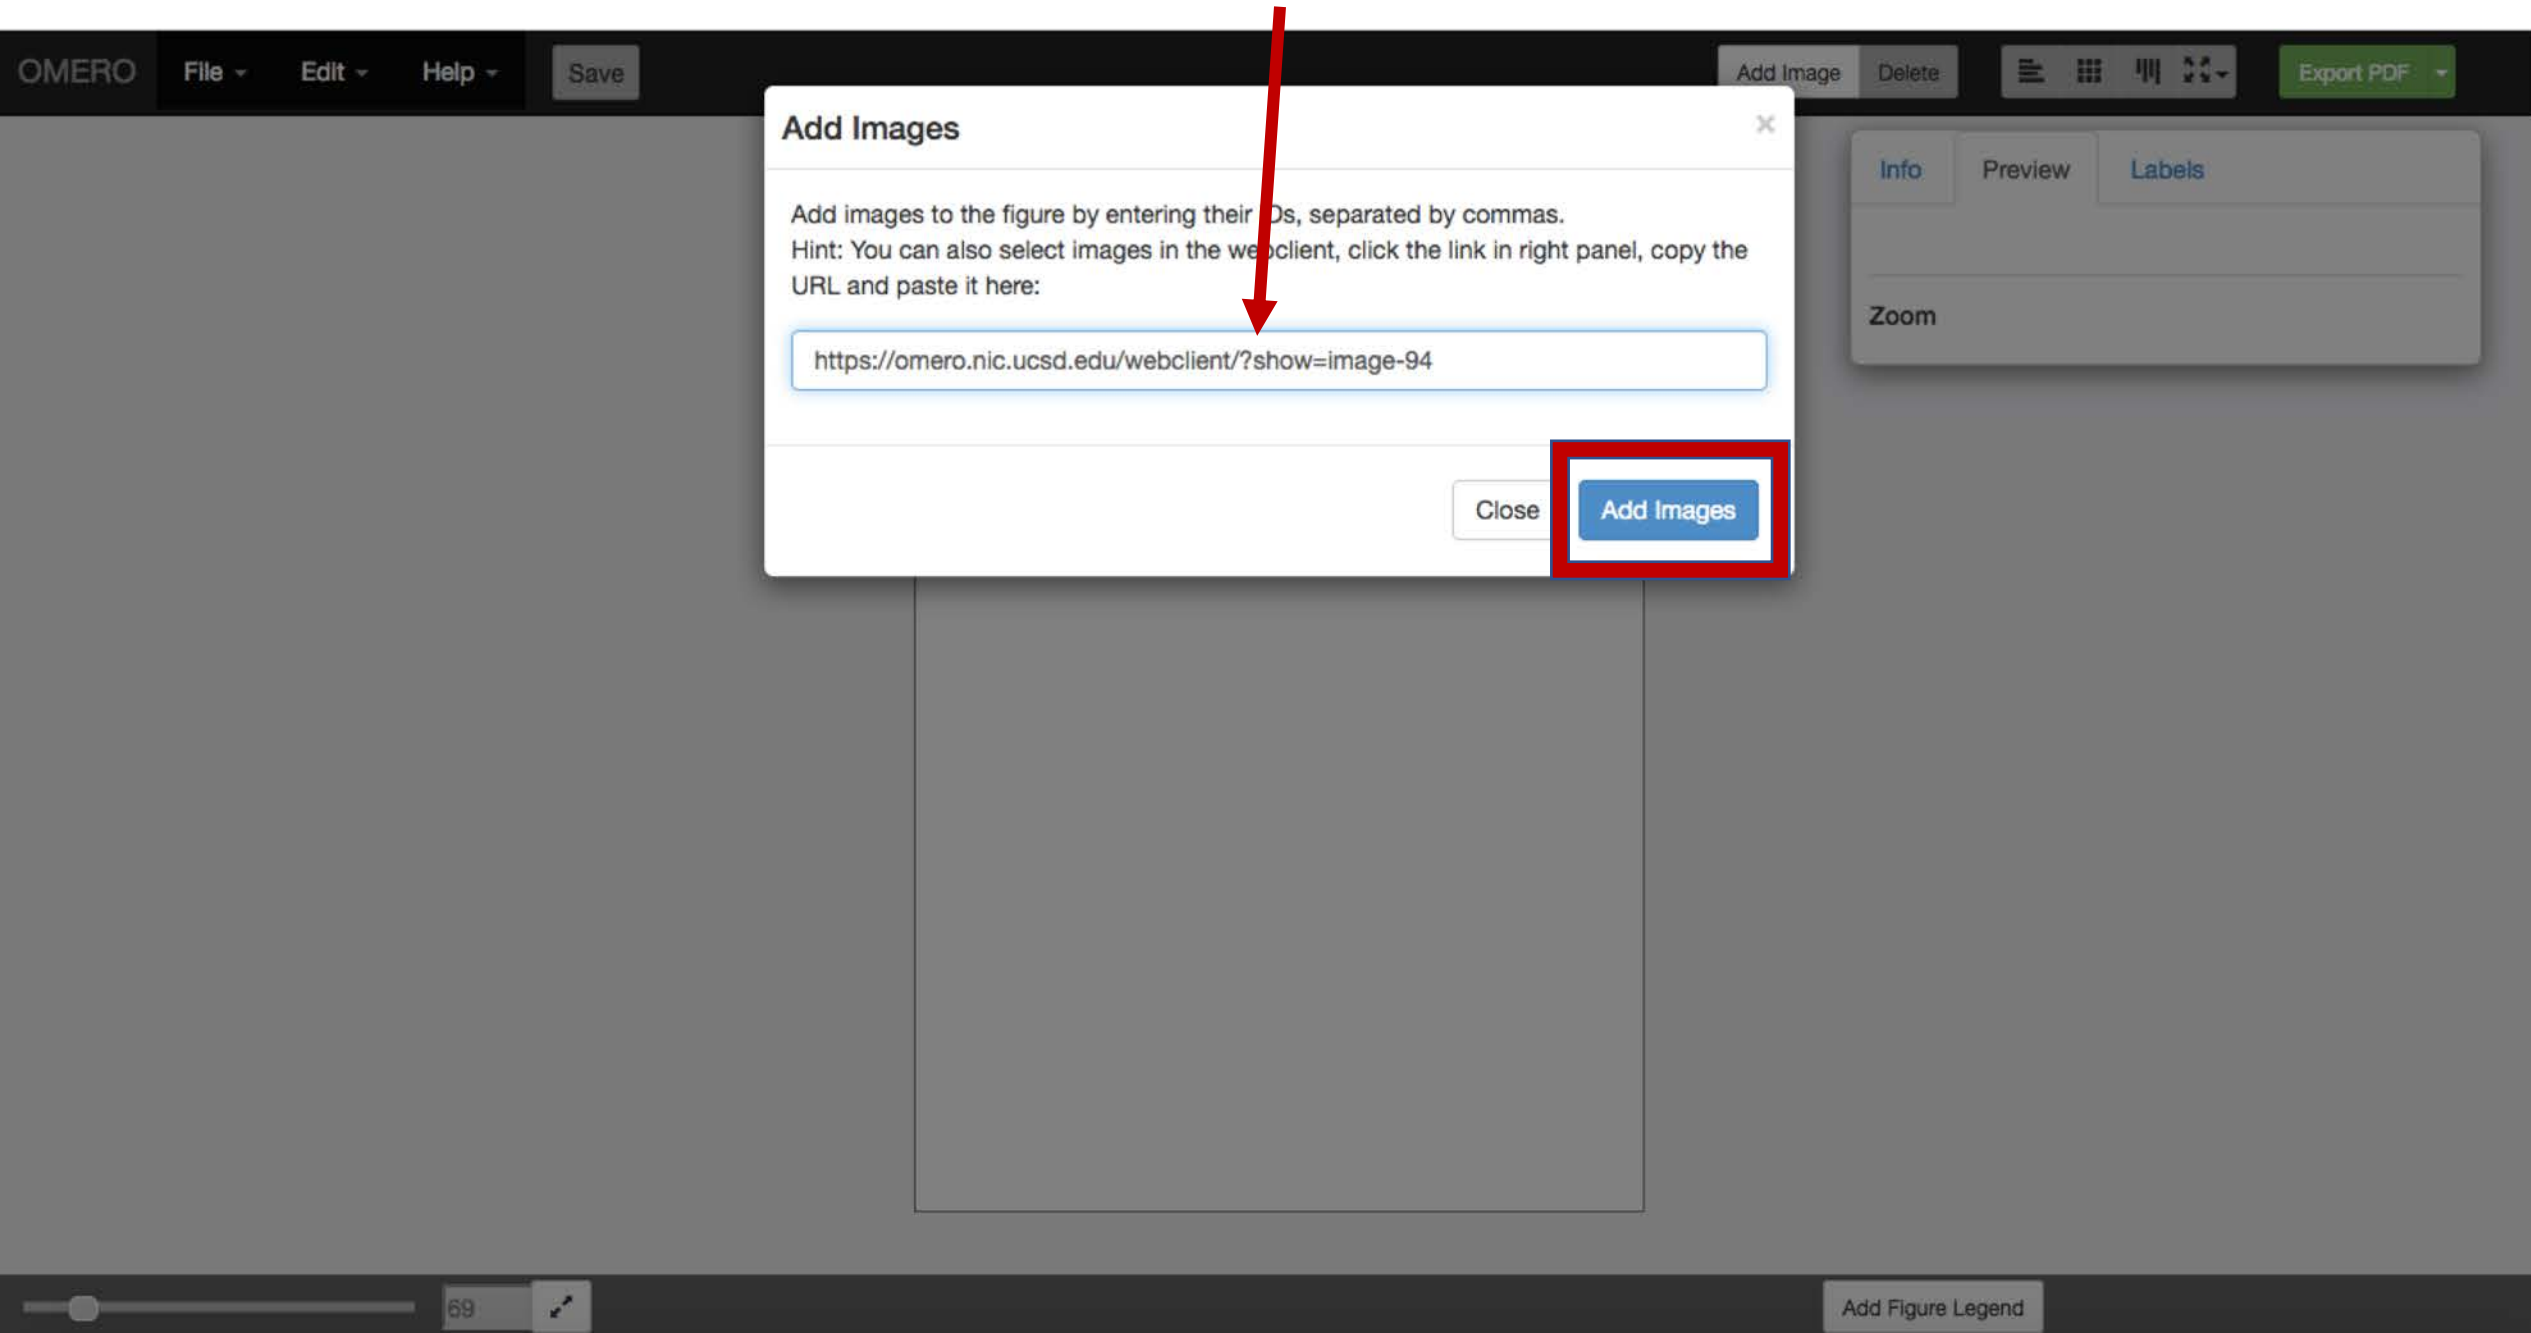 OMERO File Edit Help Save Add Image Delete Export PDF
Add Images ×
Info Preview Labels
Add images to the figure by entering their IDs, separated by commas.
Hint: You can also select images in the webclient, click the link in right panel, copy the
URL and paste it here:
Zoom
https://omero.nic.ucsd.edu/webclient/?show=image-94
Close Add Images
69 Add Figure Legend